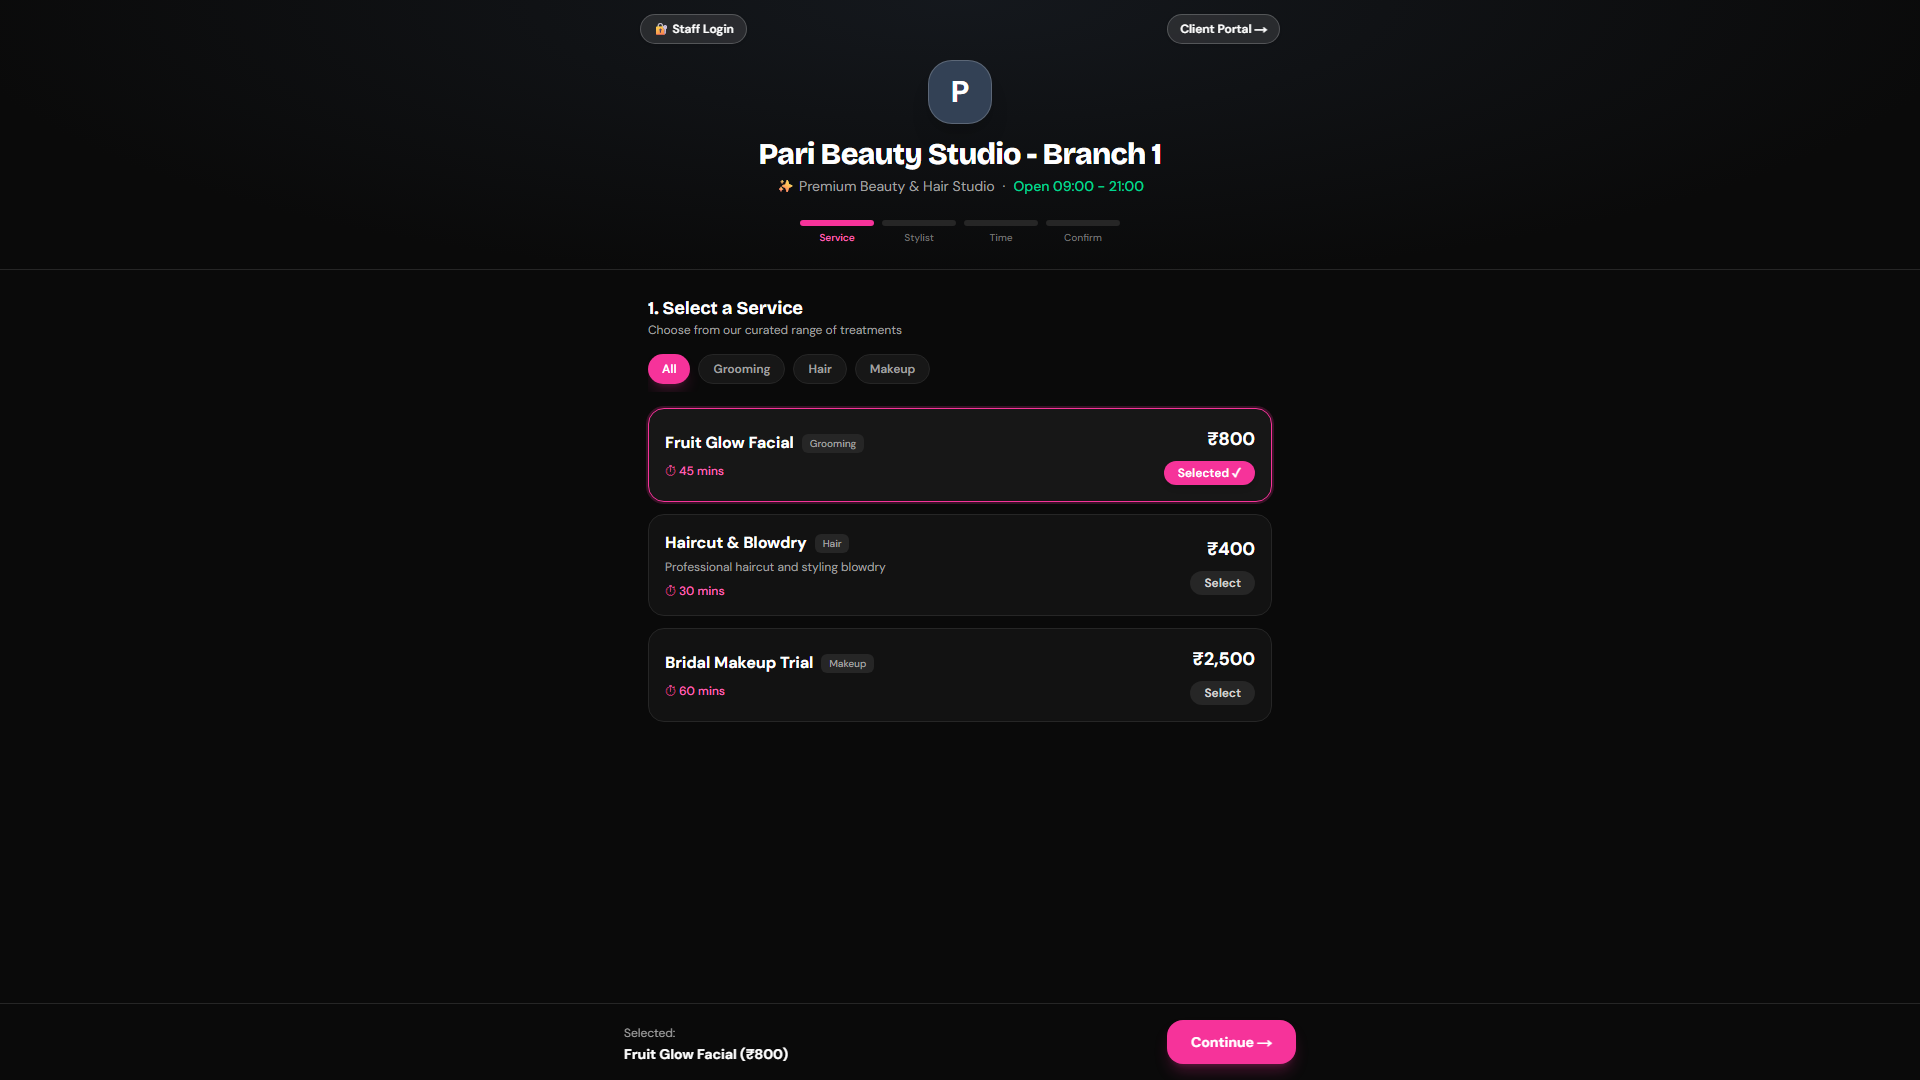 🔐 Staff Login
Client Portal →
P
Pari Beauty Studio - Branch 1
✨ Premium Beauty & Hair Studio · Open 09:00 - 21:00
Service
Stylist
Time
Confirm
1. Select a Service
Choose from our curated range of treatments
All
Grooming
Hair
Makeup
Fruit Glow Facial Grooming
₹800
⏱ 45 mins
Selected ✓
Haircut & Blowdry Hair
₹400
Professional haircut and styling blowdry
⏱ 30 mins
Select
Bridal Makeup Trial Makeup
₹2,500
⏱ 60 mins
Select
Selected:
Fruit Glow Facial (₹800)
Continue →